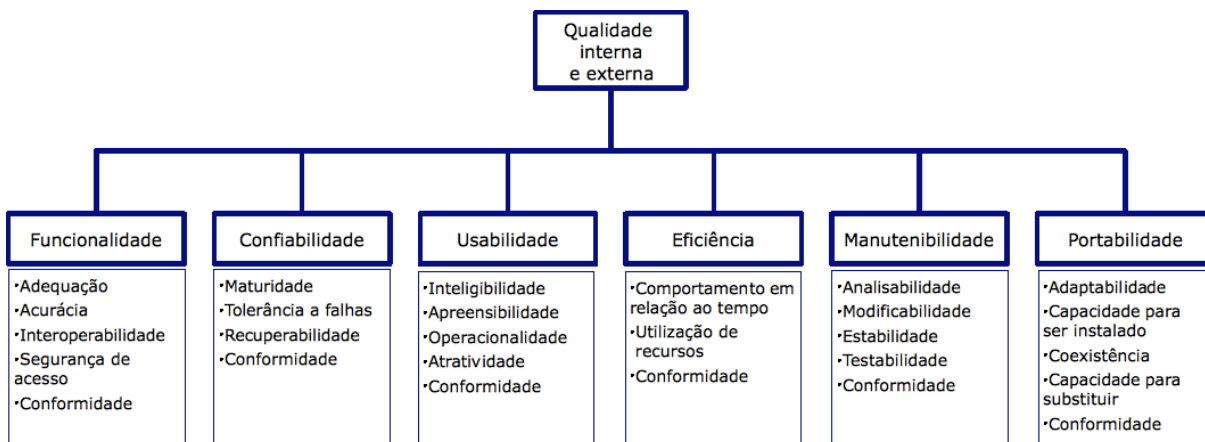 Qualidade
interna
e externa
Funcionalidade
·Adequação
·Acurácia
·Interoperabilidade
·Segurança de
acesso
·Conformidade
Confiabilidade
·Maturidade
·Tolerância a falhas
·Recuperabilidade
·Conformidade
Usabilidade
·Inteligibilidade
·Apreensibilidade
·Operacionalidade
·Atratividade
·Conformidade
Eficiência
·Comportamento em
relação ao tempo
·Utilização de
recursos
·Conformidade
Manutenibilidade
·Analisabilidade
·Modificabilidade
·Estabilidade
·Testabilidade
·Conformidade
Portabilidade
·Adaptabilidade
·Capacidade para
ser instalado
·Coexistência
·Capacidade para
substituir
·Conformidade